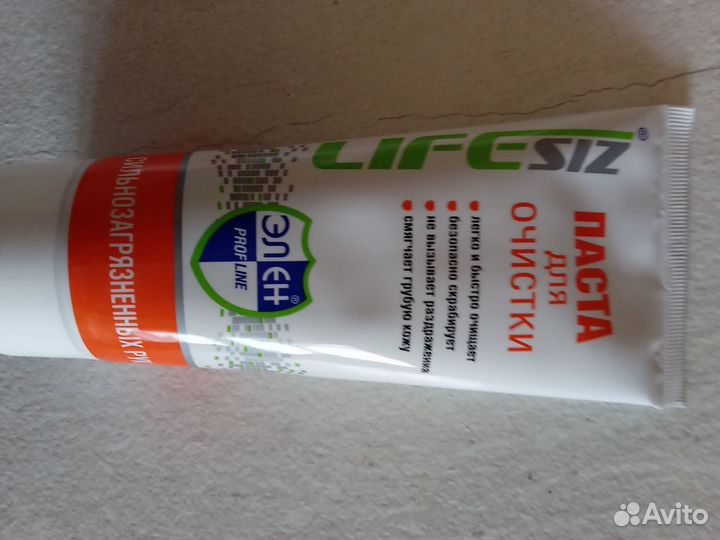 LIFESIZ®
ПАСТА
для
ОЧИСТКИ
легко и быстро очищает
безопасно скрабирует
не вызывает раздражения
смягчает грубую кожу
ЭЛЕН®
PROF LINE
СИЛЬНОЗАГРЯЗНЕННЫХ
Avito